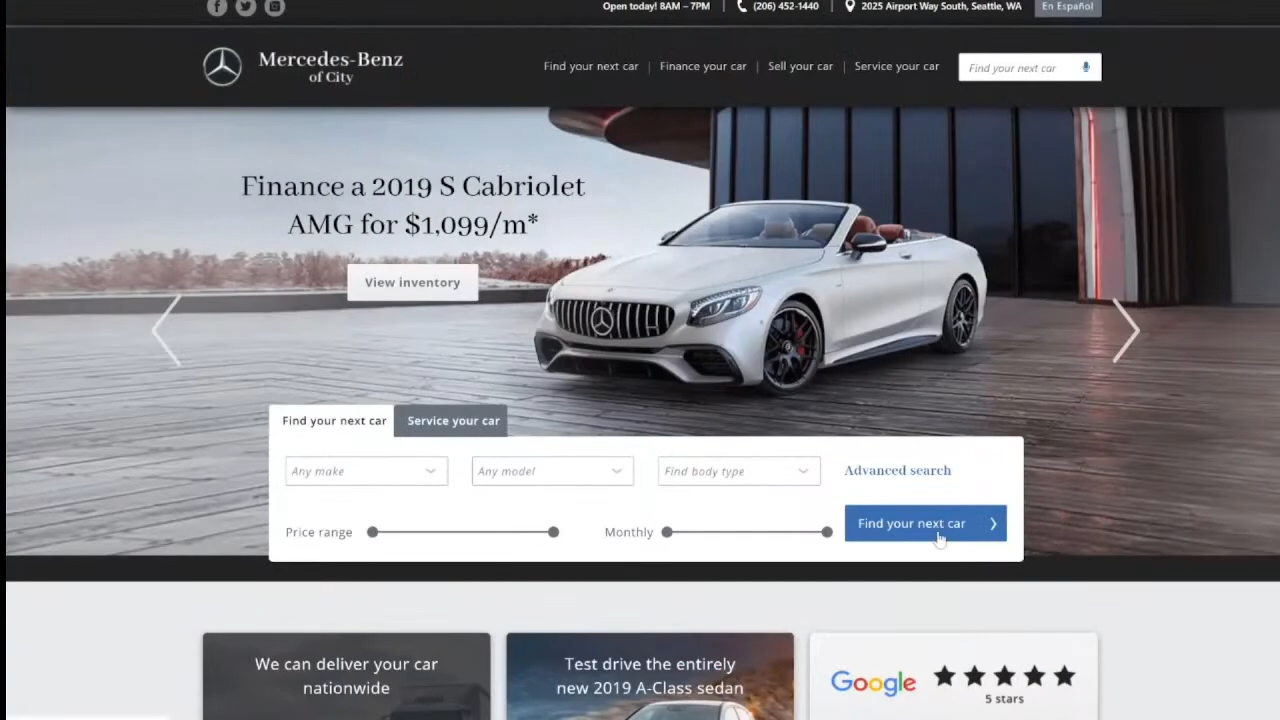 Open today! 8AM – 7PM
(206) 452-1440
2025 Airport Way South, Seattle, WA
En Español
Mercedes-Benz
of City
Find your next car
Finance your car
Sell your car
Service your car
Find your next car
Finance a 2019 S Cabriolet
AMG for $1,099/m*
View inventory
Find your next car
Service your car
Any make
Any model
Find body type
Advanced search
Price range
Monthly
Find your next car
We can deliver your car
nationwide
Test drive the entirely
new 2019 A-Class sedan
Google
5 stars